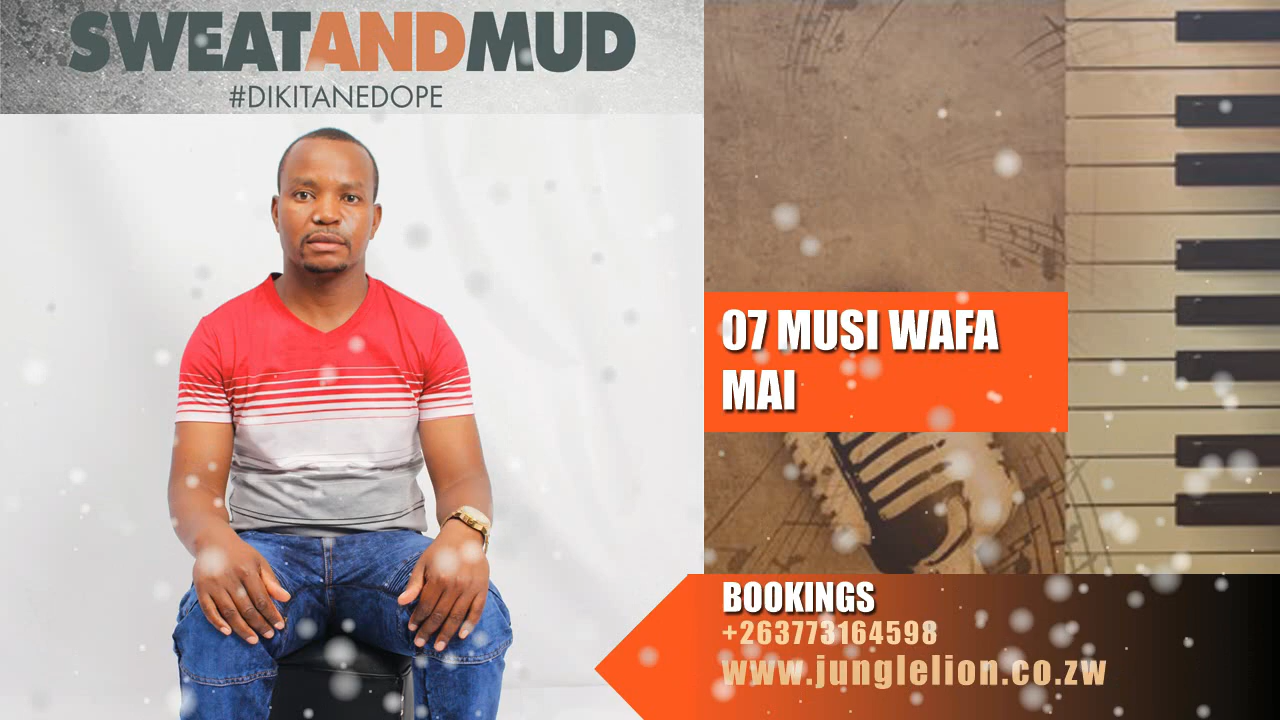 SWEATANDMUD
#DIKITANEDOPE
07 MUSI WAFA
MAI
BOOKINGS
+263773164598
www.junglelion.co.zw